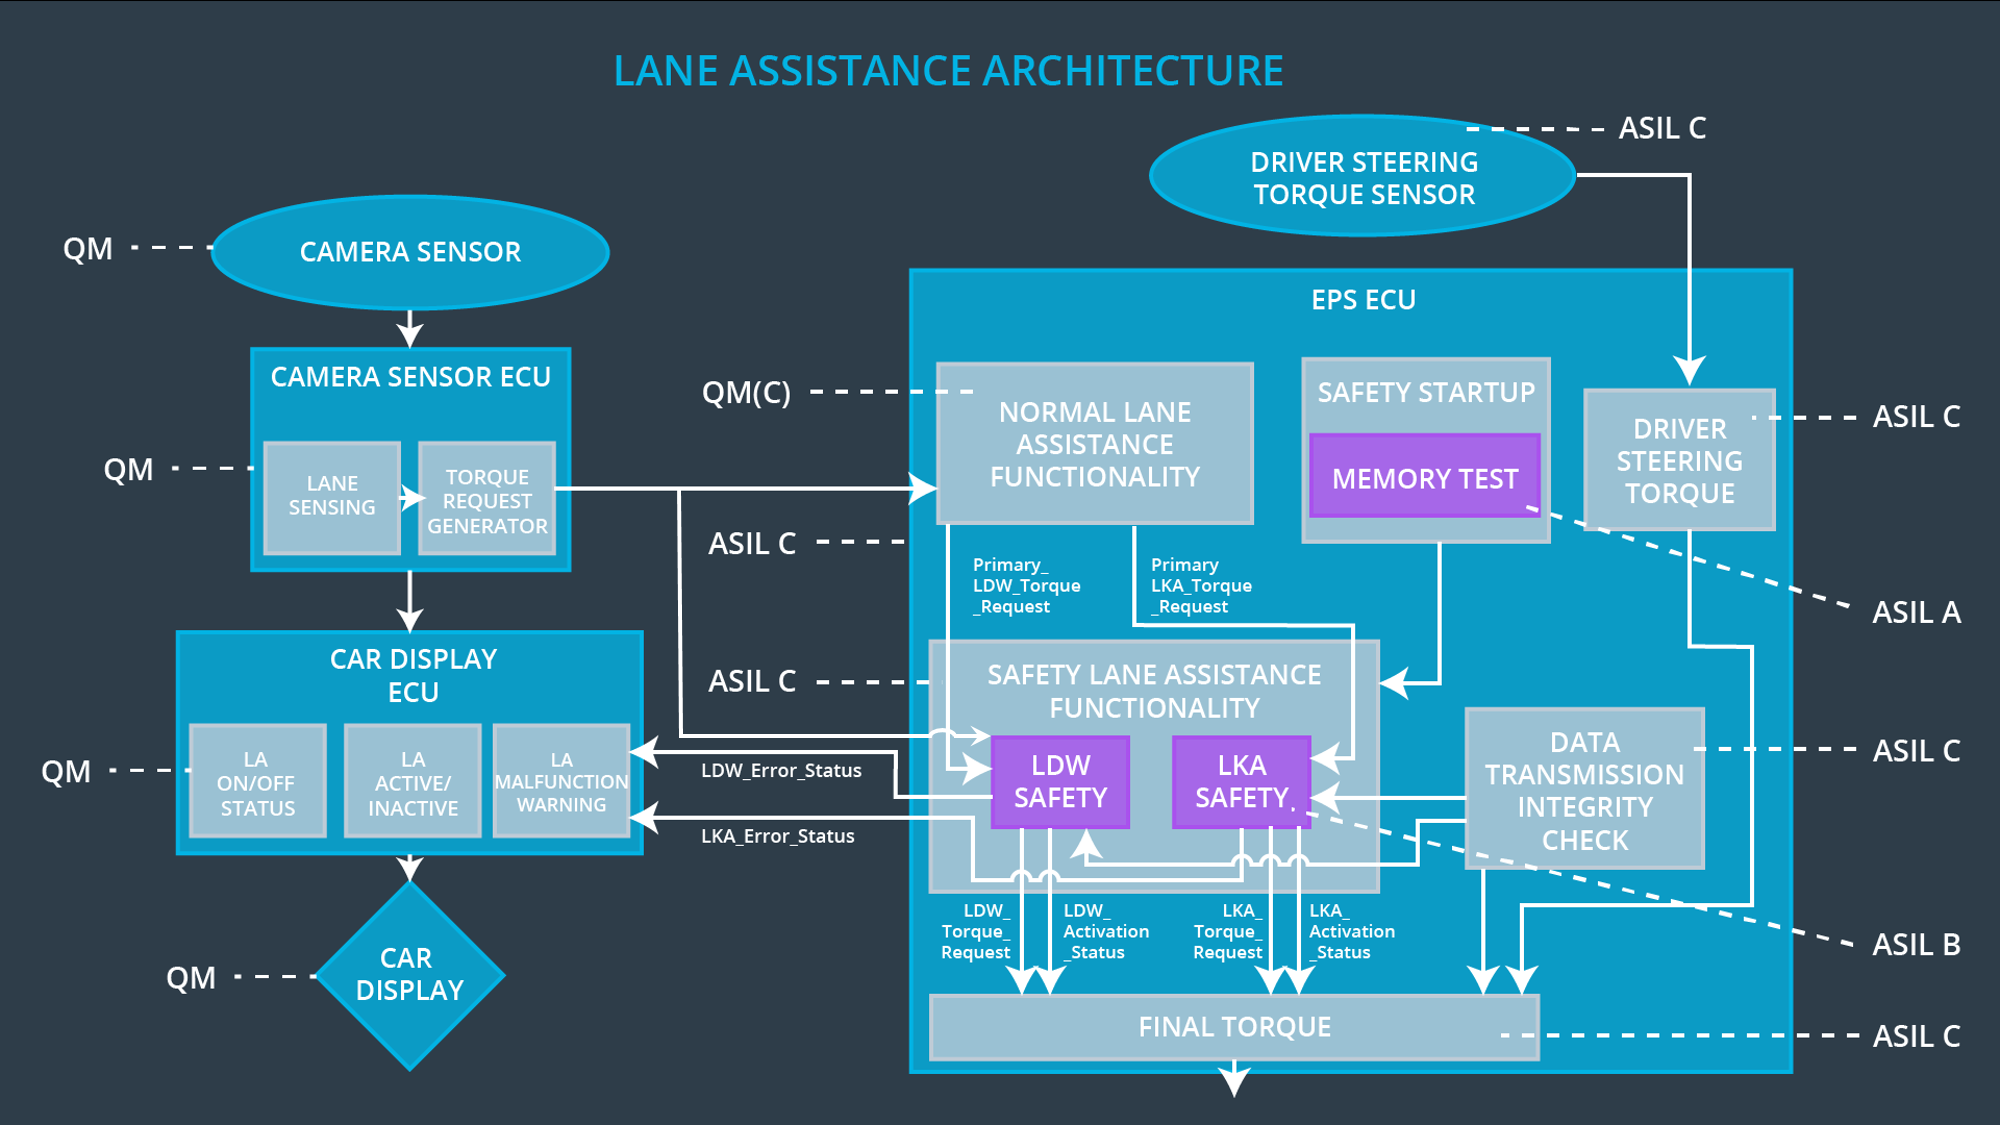 LANE ASSISTANCE ARCHITECTURE
ASIL C
DRIVER STEERING
TORQUE SENSOR
QM
CAMERA SENSOR
EPS ECU
CAMERA SENSOR ECU
QM
LANE
SENSING
TORQUE
REQUEST
GENERATOR
QM(C)
NORMAL LANE
ASSISTANCE
FUNCTIONALITY
SAFETY STARTUP
MEMORY TEST
DRIVER
STEERING
TORQUE
ASIL C
ASIL C
Primary_
LDW_Torque
_Request
Primary
LKA_Torque
_Request
ASIL A
CAR DISPLAY
ECU
QM
LA
ON/OFF
STATUS
LA
ACTIVE/
INACTIVE
LA
MALFUNCTION
WARNING
ASIL C
SAFETY LANE ASSISTANCE
FUNCTIONALITY
LDW
SAFETY
LKA
SAFETY
LDW_Error_Status
LKA_Error_Status
DATA
TRANSMISSION
INTEGRITY
CHECK
ASIL C
LDW_
Torque_
Request
LDW_
Activation
_Status
LKA_
Torque_
Request
LKA_
Activation
_Status
ASIL B
QM
CAR
DISPLAY
FINAL TORQUE
ASIL C